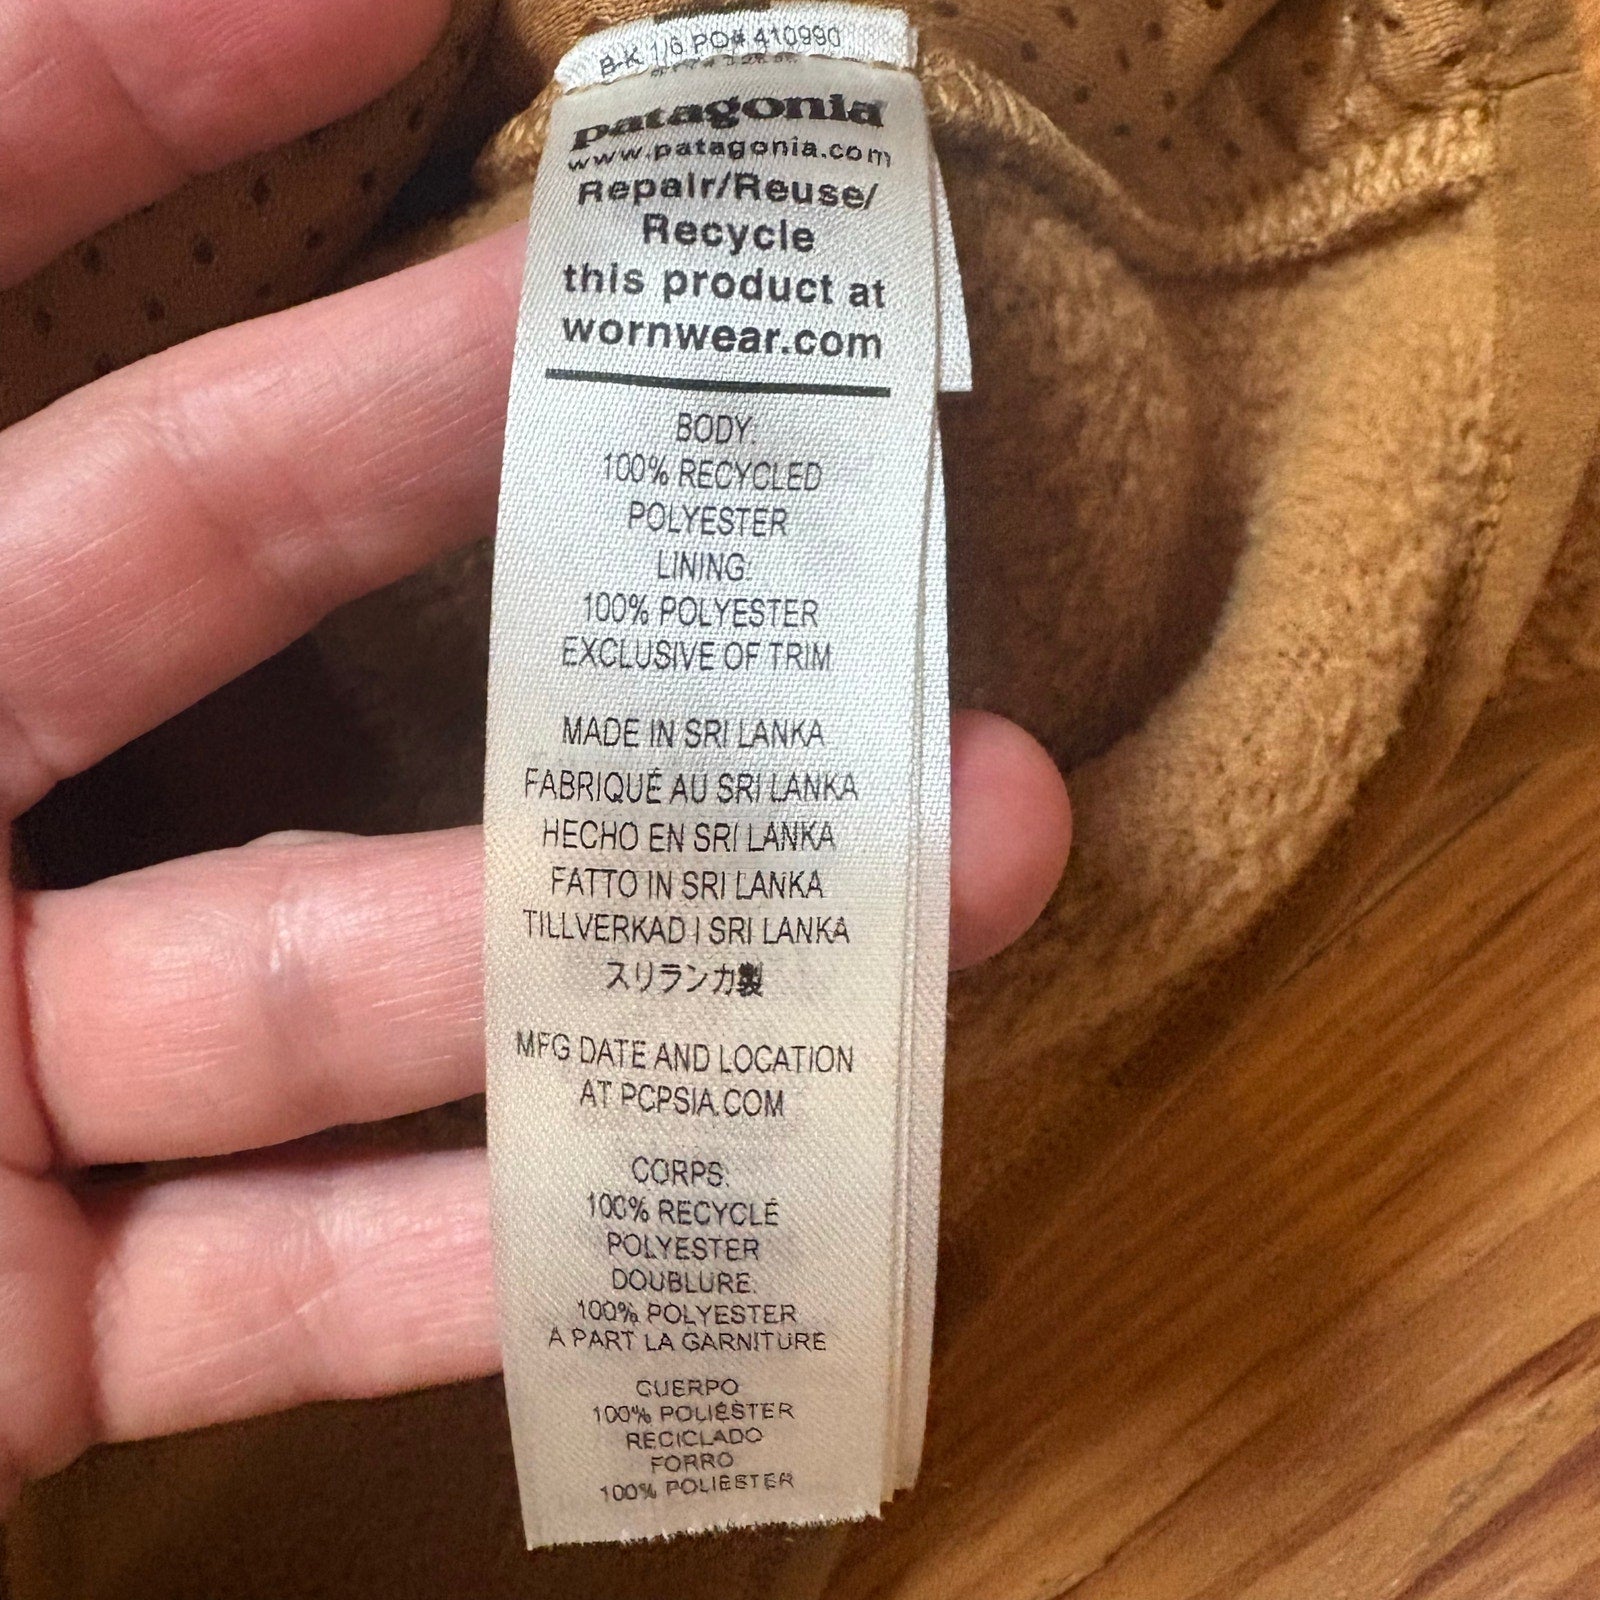 B-K 1/6 PO# 410990
patagonia
www.patagonia.com
Repair/Reuse/
Recycle
this product at
wornwear.com
BODY:
100% RECYCLED
POLYESTER
LINING:
100% POLYESTER
EXCLUSIVE OF TRIM
MADE IN SRI LANKA
FABRIQUÉ AU SRI LANKA
HECHO EN SRI LANKA
FATTO IN SRI LANKA
TILLVERKAD I SRI LANKA
スリランカ製
MFG DATE AND LOCATION
AT PCPSIA.COM
CORPS:
100% RECYCLÉ
POLYESTER
DOUBLURE:
100% POLYESTER
A PART LA GARNITURE
CUERPO
100% POLIÉSTER
RECICLADO
FORRO
100% POLIESTER